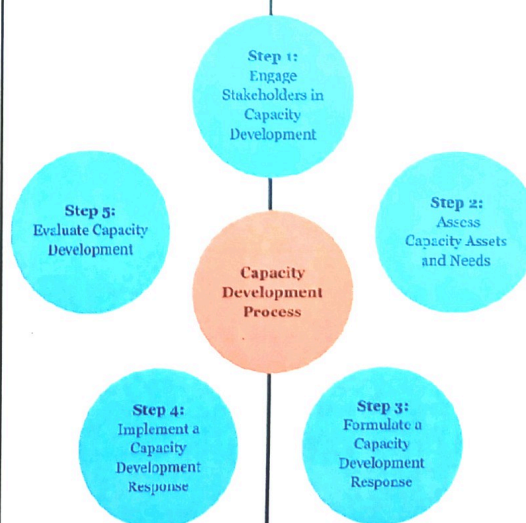 Step 1:
Engage
Stakeholders in
Capacity
Development
Step 2:
Assess
Capacity Assets
and Needs
Step 3:
Formulate a
Capacity
Development
Response
Step 4:
Implement a
Capacity
Development
Response
Step 5:
Evaluate Capacity
Development
Capacity
Development
Process